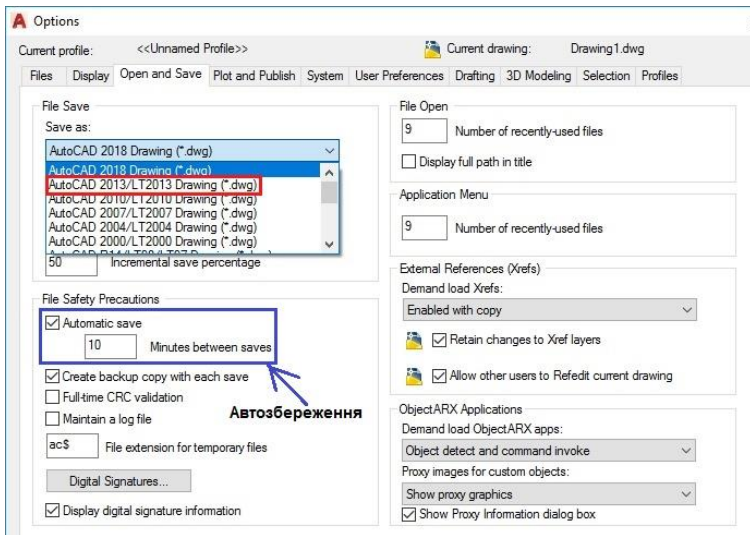 Options
Current profile: <<Unnamed Profile>> Current drawing: Drawing1.dwg
Files Display Open and Save Plot and Publish System User Preferences Drafting 3D Modeling Selection Profiles
File Save
Save as:
AutoCAD 2018 Drawing (*.dwg)
AutoCAD 2018 Drawing (*.dwg)
AutoCAD 2013/LT2013 Drawing (*.dwg)
AutoCAD 2010/LT2010 Drawing (*.dwg)
AutoCAD 2007/LT2007 Drawing (*.dwg)
AutoCAD 2004/LT2004 Drawing (*.dwg)
AutoCAD 2000/LT2000 Drawing (*.dwg)
50 Incremental save percentage
File Safety Precautions
Automatic save
10 Minutes between saves
Create backup copy with each save
Full-time CRC validation
Автозбереження
Maintain a log file
ac$ File extension for temporary files
Digital Signatures...
Display digital signature information
File Open
9 Number of recently-used files
Display full path in title
Application Menu
9 Number of recently-used files
External References (Xrefs)
Demand load Xrefs:
Enabled with copy
Retain changes to Xref layers
Allow other users to Refedit current drawing
ObjectARX Applications
Demand load ObjectARX apps:
Object detect and command invoke
Proxy images for custom objects:
Show proxy graphics
Show Proxy Information dialog box